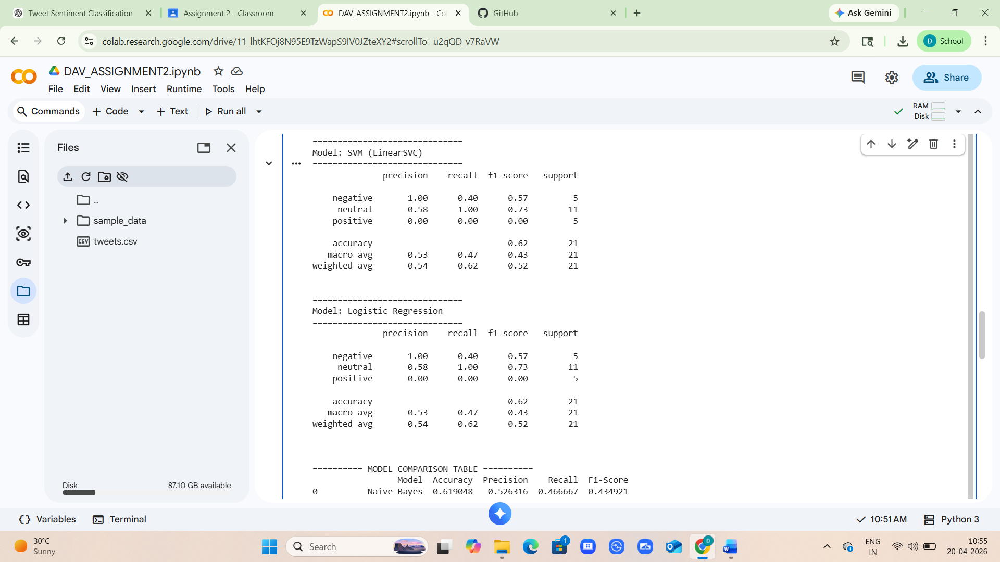 Tweet Sentiment Classification
Assignment 2 - Classroom
DAV_ASSIGNMENT2.ipynb - Co
GitHub
Ask Gemini
colab.research.google.com/drive/11_lhtKFOj8N95E9TzWapS9IV0JZteXY2#scrollTo=u2qQD_v7RaVW
D School
DAV_ASSIGNMENT2.ipynb
File Edit View Insert Runtime Tools Help
Share
Commands + Code + Text Run all
RAM
Disk
Files
..
sample_data
CSV tweets.csv
Disk 87.10 GB available
==============================
Model: SVM (LinearSVC)
==============================
precision recall f1-score support
negative 1.00 0.40 0.57 5
neutral 0.58 1.00 0.73 11
positive 0.00 0.00 0.00 5
accuracy 0.62 21
macro avg 0.53 0.47 0.43 21
weighted avg 0.54 0.62 0.52 21
==============================
Model: Logistic Regression
==============================
precision recall f1-score support
negative 1.00 0.40 0.57 5
neutral 0.58 1.00 0.73 11
positive 0.00 0.00 0.00 5
accuracy 0.62 21
macro avg 0.53 0.47 0.43 21
weighted avg 0.54 0.62 0.52 21
========== MODEL COMPARISON TABLE ==========
Model Accuracy Precision Recall F1-Score
0 Naive Bayes 0.619048 0.526316 0.466667 0.434921
{} Variables Terminal
10:51 AM Python 3
30°C
Sunny
Search
1
D
ENG
IN
10:55
20-04-2026